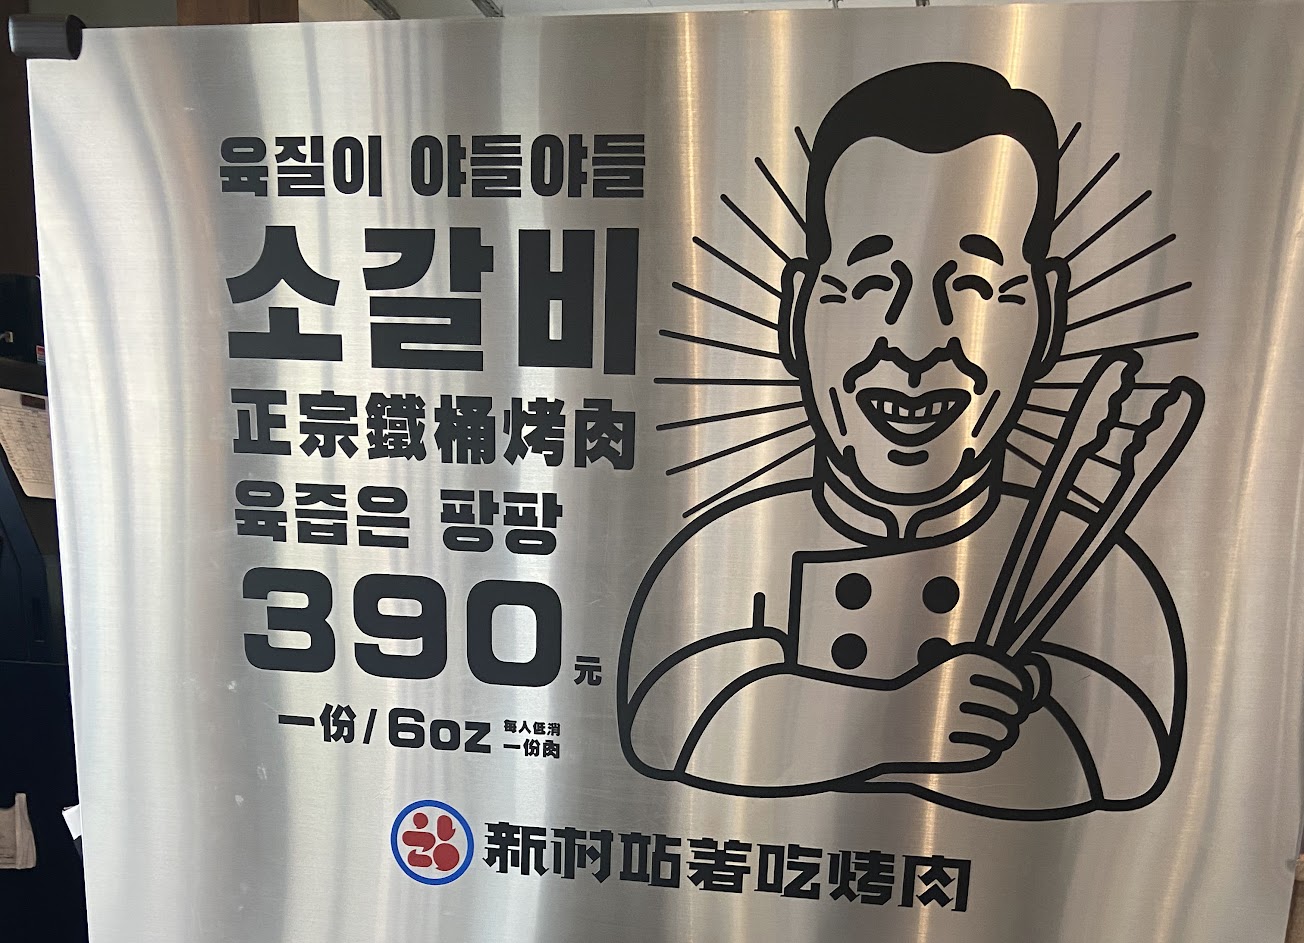 육질이 야들야들
소갈비
正宗鐵桶烤肉
육즙은 팡팡
390元
一份/6oz 每人低消
一份肉
新村站着吃烤肉